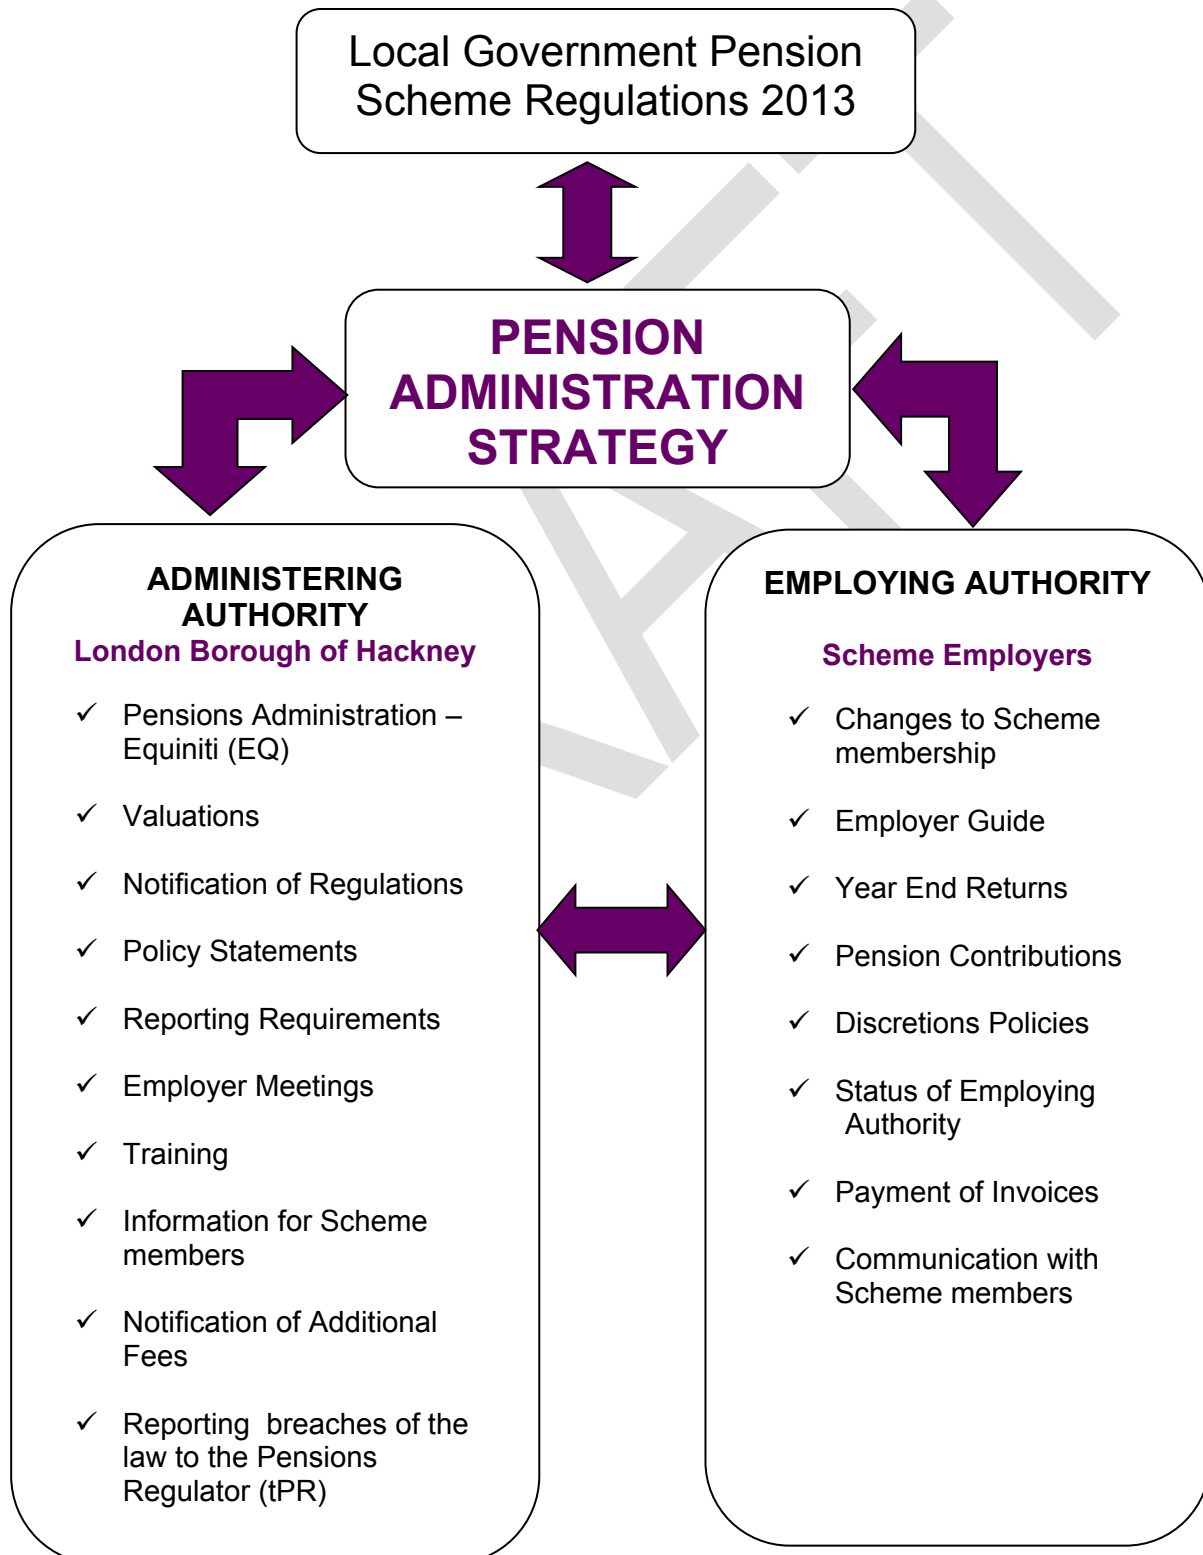 Local Government Pension
Scheme Regulations 2013
PENSION
ADMINISTRATION
STRATEGY
ADMINISTERING
AUTHORITY
London Borough of Hackney
✓ Pensions Administration –
Equiniti (EQ)
✓ Valuations
✓ Notification of Regulations
✓ Policy Statements
✓ Reporting Requirements
✓ Employer Meetings
✓ Training
✓ Information for Scheme
members
✓ Notification of Additional
Fees
✓ Reporting  breaches of the
law to the Pensions
Regulator (tPR)
EMPLOYING AUTHORITY
Scheme Employers
✓ Changes to Scheme
membership
✓ Employer Guide
✓ Year End Returns
✓ Pension Contributions
✓ Discretions Policies
✓ Status of Employing
Authority
✓ Payment of Invoices
✓ Communication with
Scheme members